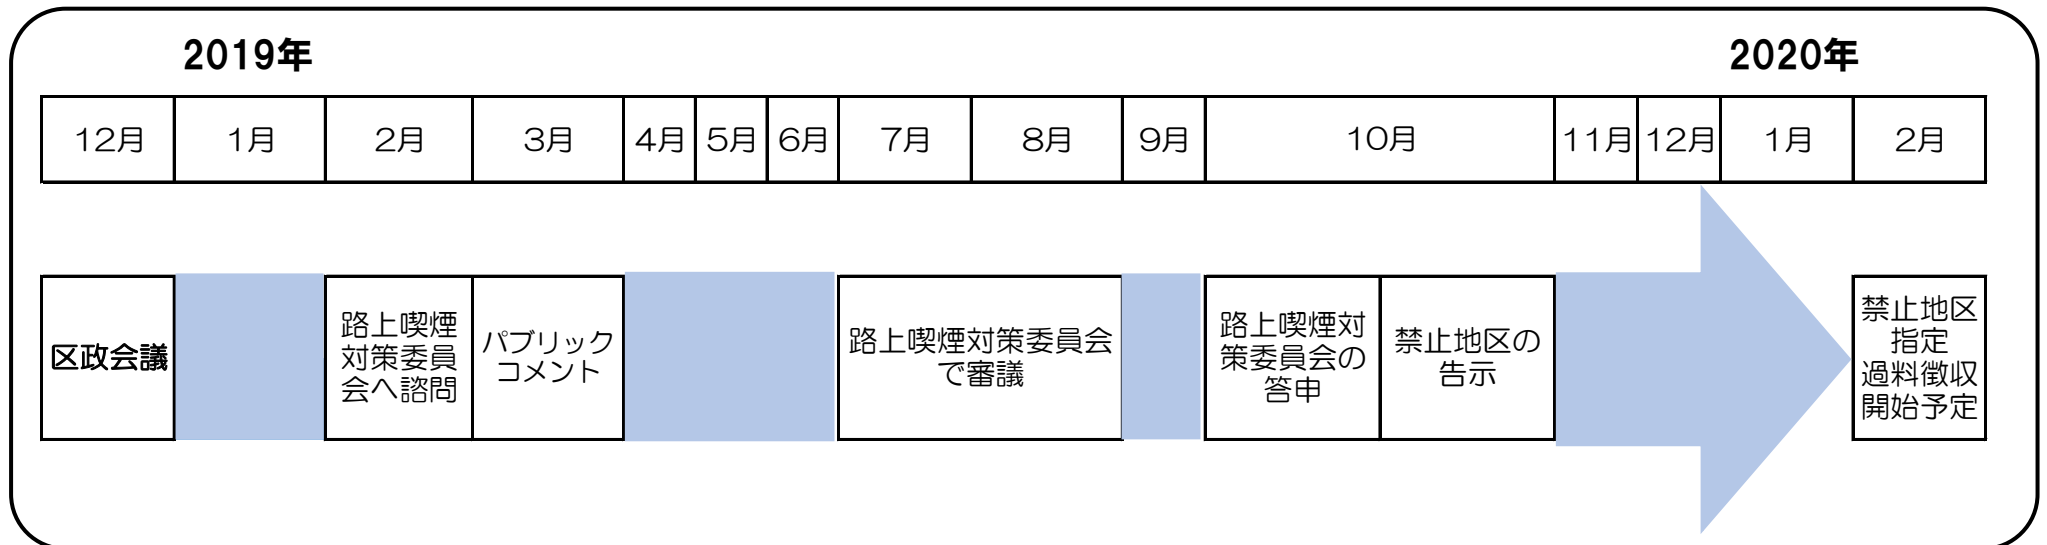 2019年
2020年
12月
1月
2月
3月
4月
5月
6月
7月
8月
9月
10月
11月
12月
1月
2月
区政会議
路上喫煙
対策委員
会へ諮問
パブリック
コメント
路上喫煙対策委員会
で審議
路上喫煙対
策委員会の
答申
禁止地区の
告示
禁止地区
指定
過料徴収
開始予定